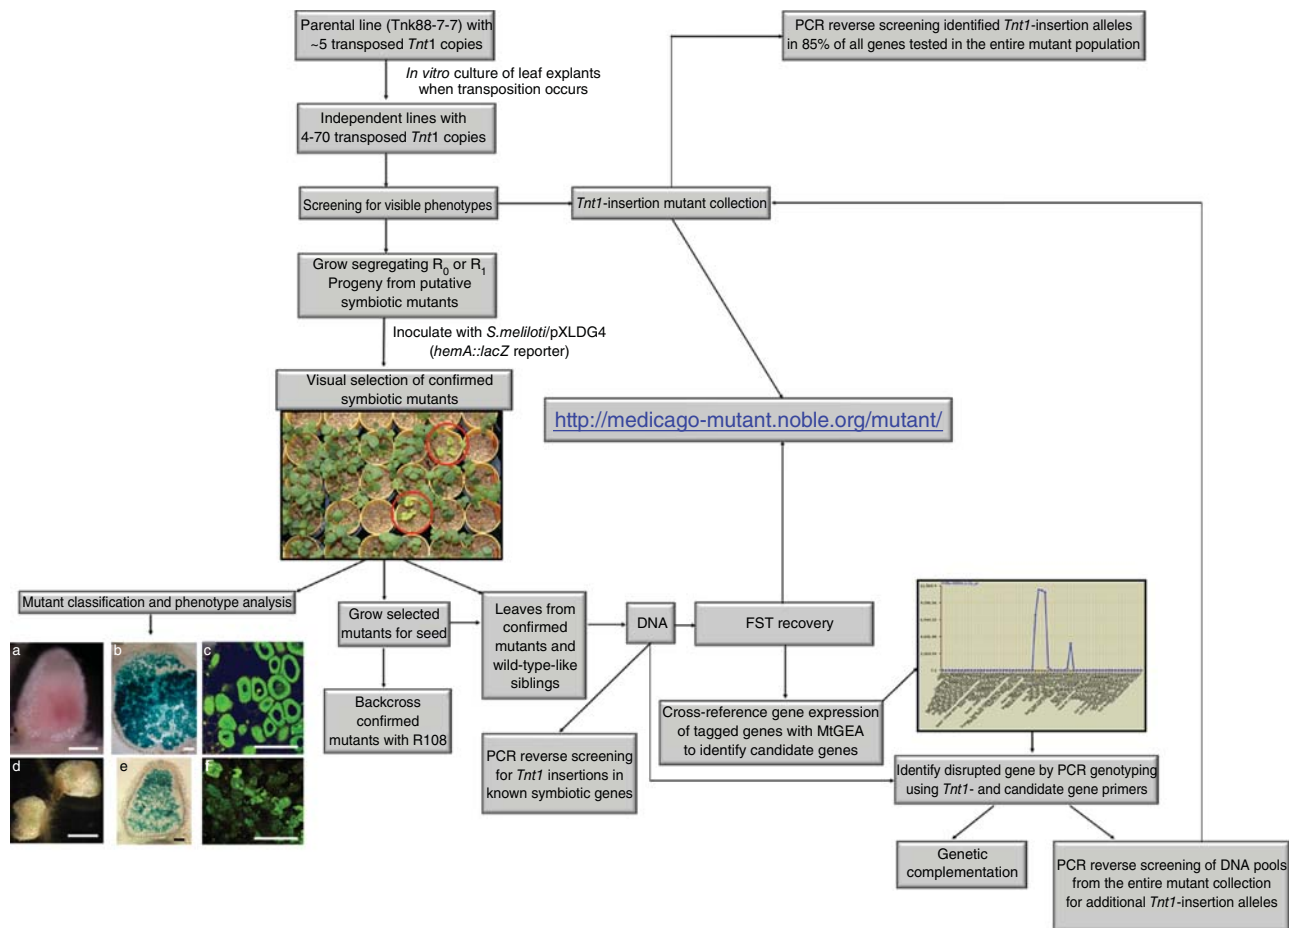 Parental line (Tnk88-7-7) with
~5 transposed Tnt1 copies
PCR reverse screening identified Tnt1-insertion alleles
in 85% of all genes tested in the entire mutant population
In vitro culture of leaf explants
when transposition occurs
Independent lines with
4-70 transposed Tnt1 copies
Screening for visible phenotypes
Tnt1-insertion mutant collection
Grow segregating R0 or R1
Progeny from putative
symbiotic mutants
Inoculate with S.meliloti/pXLDG4
(hemA::lacZ reporter)
Visual selection of confirmed
symbiotic mutants
http://medicago-mutant.noble.org/mutant/
Mutant classification and phenotype analysis
Grow selected
mutants for seed
Leaves from
confirmed
mutants and
wild-type-like
siblings
DNA
FST recovery
a
b
c
d
e
F
Backcross
confirmed
mutants with R108
PCR reverse screening
for Tnt1 insertions in
known symbiotic genes
Cross-reference gene expression
of tagged genes with MtGEA
to identify candidate genes
Identify disrupted gene by PCR genotyping
using Tnt1- and candidate gene primers
Genetic
complementation
PCR reverse screening of DNA pools
from the entire mutant collection
for additional Tnt1-insertion alleles